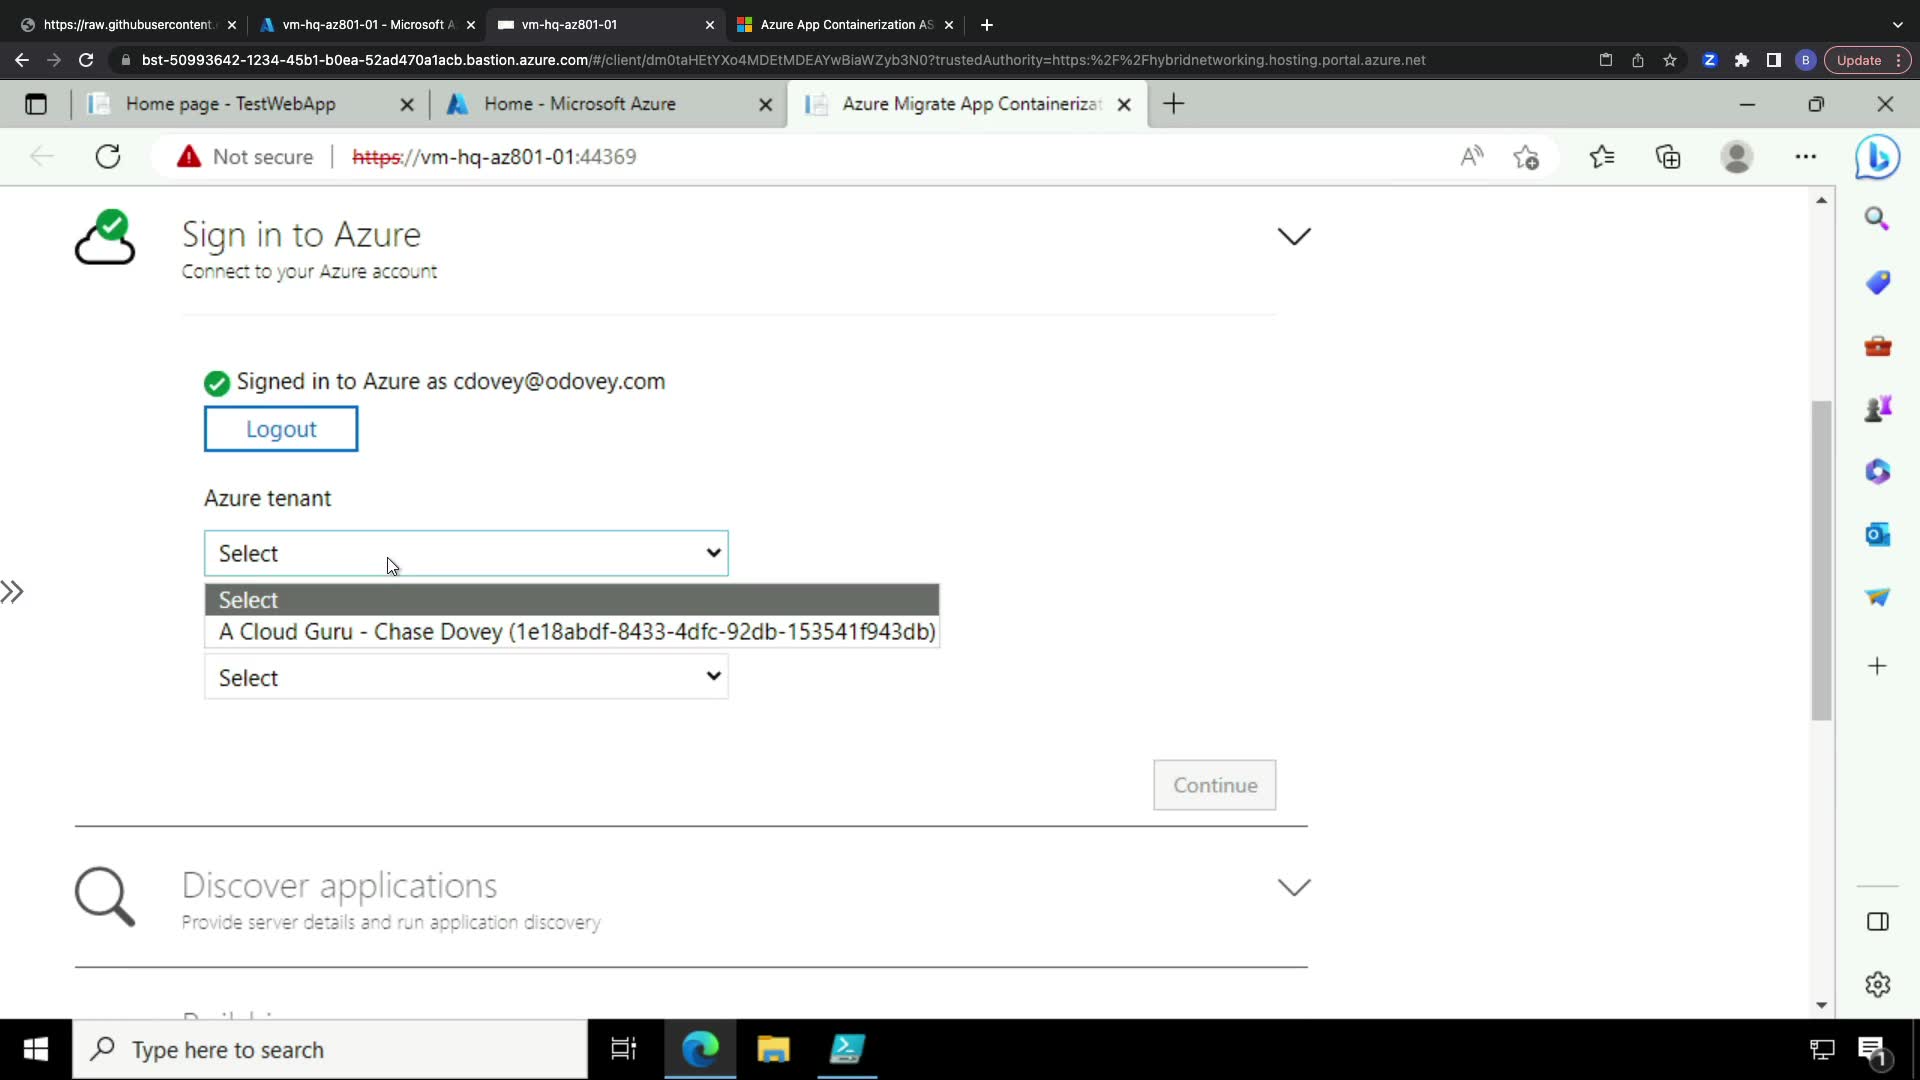 https://raw.githubusercontent.
vm-hq-az801-01 - Microsoft A
vm-hq-az801-01
Azure App Containerization AS
bst-50993642-1234-45b1-b0ea-52ad470a1acb.bastion.azure.com/#/client/dm0taHEtYXo4MDEtMDEAYwBiaWZyb3N0?trustedAuthority=https:%2F%2Fhybridnetworking.hosting.portal.azure.net
Z
B
Update
Home page - TestWebApp
Home - Microsoft Azure
Azure Migrate App Containerizat
Not secure
https://vm-hq-az801-01:44369
Sign in to Azure
Connect to your Azure account
Signed in to Azure as cdovey@odovey.com
Logout
Azure tenant
Select
Select
A Cloud Guru - Chase Dovey (1e18abdf-8433-4dfc-92db-153541f943db)
Select
Continue
Discover applications
Provide server details and run application discovery
Type here to search
1